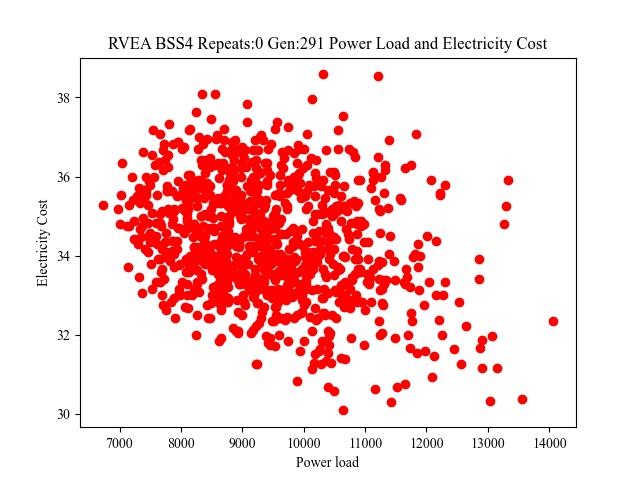 RVEA BSS4 Repeats:0 Gen:291 Power Load and Electricity Cost
38
36
34
32
30
Electricity Cost
7000 8000 9000 10000 11000 12000 13000 14000
Power load